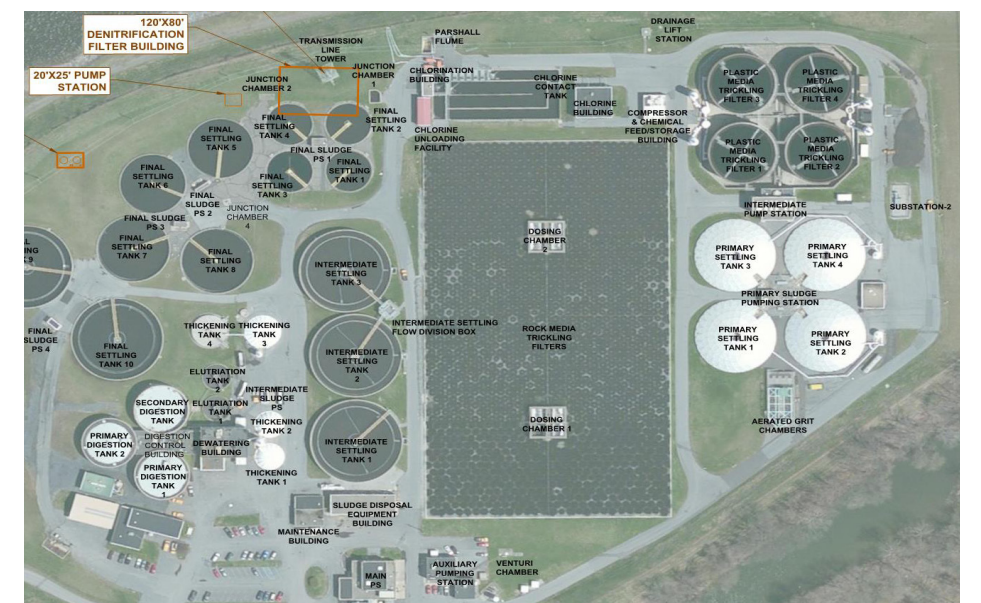 120'X80'
DENITRIFICATION
FILTER BUILDING
20'X25' PUMP
STATION
TRANSMISSION
LINE
TOWER
JUNCTION
CHAMBER 2
JUNCTION
CHAMBER
1
PARSHALL
FLUME
DRAINAGE
LIFT
STATION
CHLORINATION
BUILDING
CHLORINE
CONTACT
TANK
CHLORINE
BUILDING
COMPRESSOR
& CHEMICAL
FEED/STORAGE
BUILDING
CHLORINE
UNLOADING
FACILITY
PLASTIC
MEDIA
TRICKLING
FILTER 3
PLASTIC
MEDIA
TRICKLING
FILTER 4
PLASTIC
MEDIA
TRICKLING
FILTER 1
PLASTIC
MEDIA
TRICKLING
FILTER 2
FINAL
SETTLING
TANK 4
FINAL
SETTLING
TANK 2
FINAL
SETTLING
TANK 5
FINAL SLUDGE
PS 1
FINAL
SETTLING
TANK 1
FINAL
SETTLING
TANK 3
FINAL
SETTLING
TANK 6
FINAL
SLUDGE
PS 2
JUNCTION
CHAMBER
4
FINAL SLUDGE
PS 3
FINAL
SETTLING
TANK 7
FINAL
SETTLING
TANK 8
AL
ING
9
INTERMEDIATE
PUMP STATION
SUBSTATION-2
DOSING
CHAMBER
2
PRIMARY
SETTLING
TANK 3
PRIMARY
SETTLING
TANK 4
PRIMARY SLUDGE
PUMPING STATION
INTERMEDIATE
SETTLING
TANK 3
INTERMEDIATE SETTLING
FLOW DIVISION BOX
ROCK MEDIA
TRICKLING
FILTERS
PRIMARY
SETTLING
TANK 1
PRIMARY
SETTLING
TANK 2
FINAL
SLUDGE
PS 4
FINAL
SETTLING
TANK 10
THICKENING
TANK
4
THICKENING
TANK
3
INTERMEDIATE
SETTLING
TANK
2
ELUTRIATION
TANK
2
INTERMEDIATE
SLUDGE
PS
ELUTRIATION
TANK
1
SECONDARY
DIGESTION
TANK
THICKENING
TANK 2
DOSING
CHAMBER 1
AERATED GRIT
CHAMBERS
PRIMARY
DIGESTION
TANK 2
DIGESTION
CONTROL
BUILDING
DEWATERING
BUILDING
INTERMEDIATE
SETTLING
TANK 1
PRIMARY
DIGESTION
TANK
1
THICKENING
TANK 1
SLUDGE DISPOSAL
EQUIPMENT
BUILDING
MAINTENANCE
BUILDING
MAIN
PS
AUXILIARY
PUMPING
STATION
VENTURI
CHAMBER